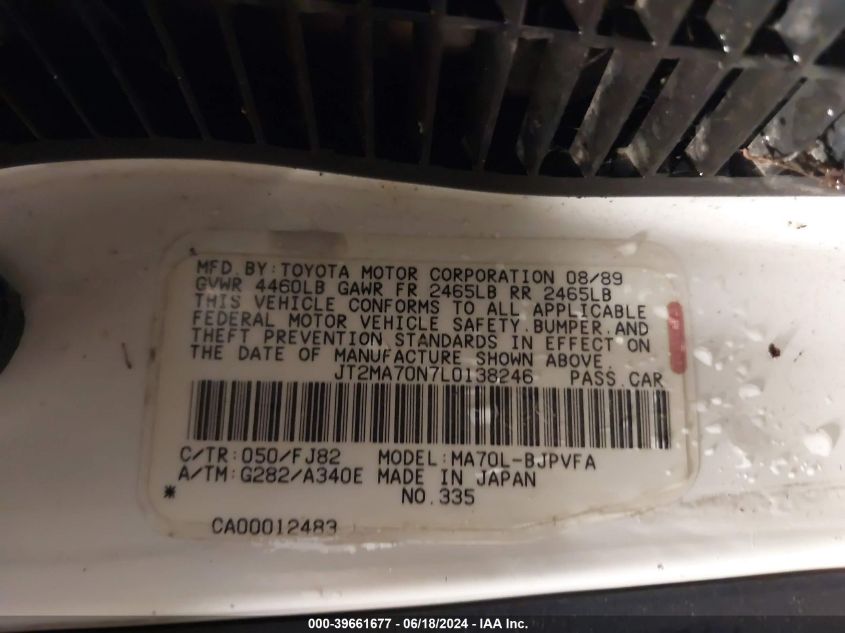 MFD.BY:TOYOTA MOTOR CORPORATION 08/89
GVWR 4460LB GAWR FR 2465LB RR 2465LB
THIS VEHICLE CONFORMS TO ALL APPLICABLE
FEDERAL MOTOR VEHICLE SAFETY.BUMPER.AND
THEFT PREVENTION STANDARDS IN EFFECT ON
THE DATE OF MANUFACTURE SHOWN ABOVE.
JT2MA70N7L0138246 PASS.CAR
C/TR:050/FJ82 MODEL:MA70L-BJPVFA
A/TM:G282/A340E MADE IN JAPAN
* NO.335
CA00012483
000-39661677 - 06/18/2024 - IAA Inc.